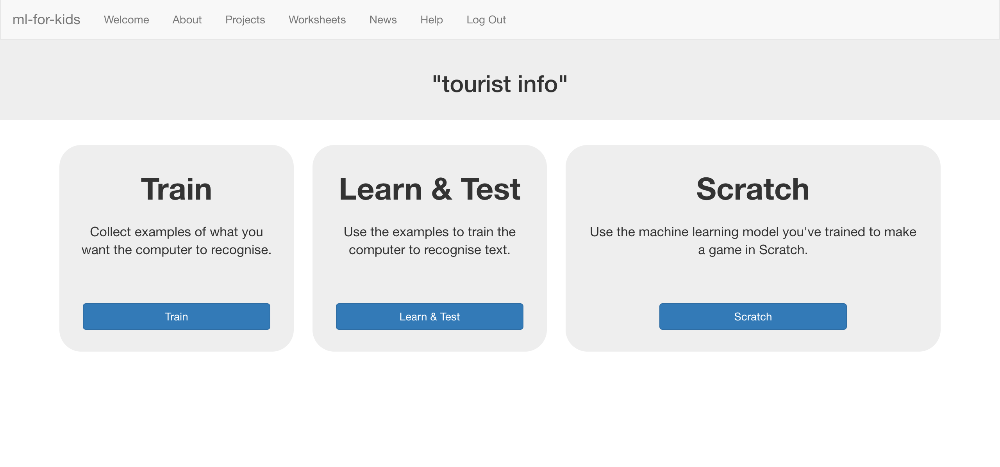 ml-for-kids Welcome About Projects Worksheets News Help Log Out
"tourist info"
Train
Collect examples of what you
want the computer to recognise.
Train
Learn & Test
Use the examples to train the
computer to recognise text.
Learn & Test
Scratch
Use the machine learning model you've trained to make
a game in Scratch.
Scratch